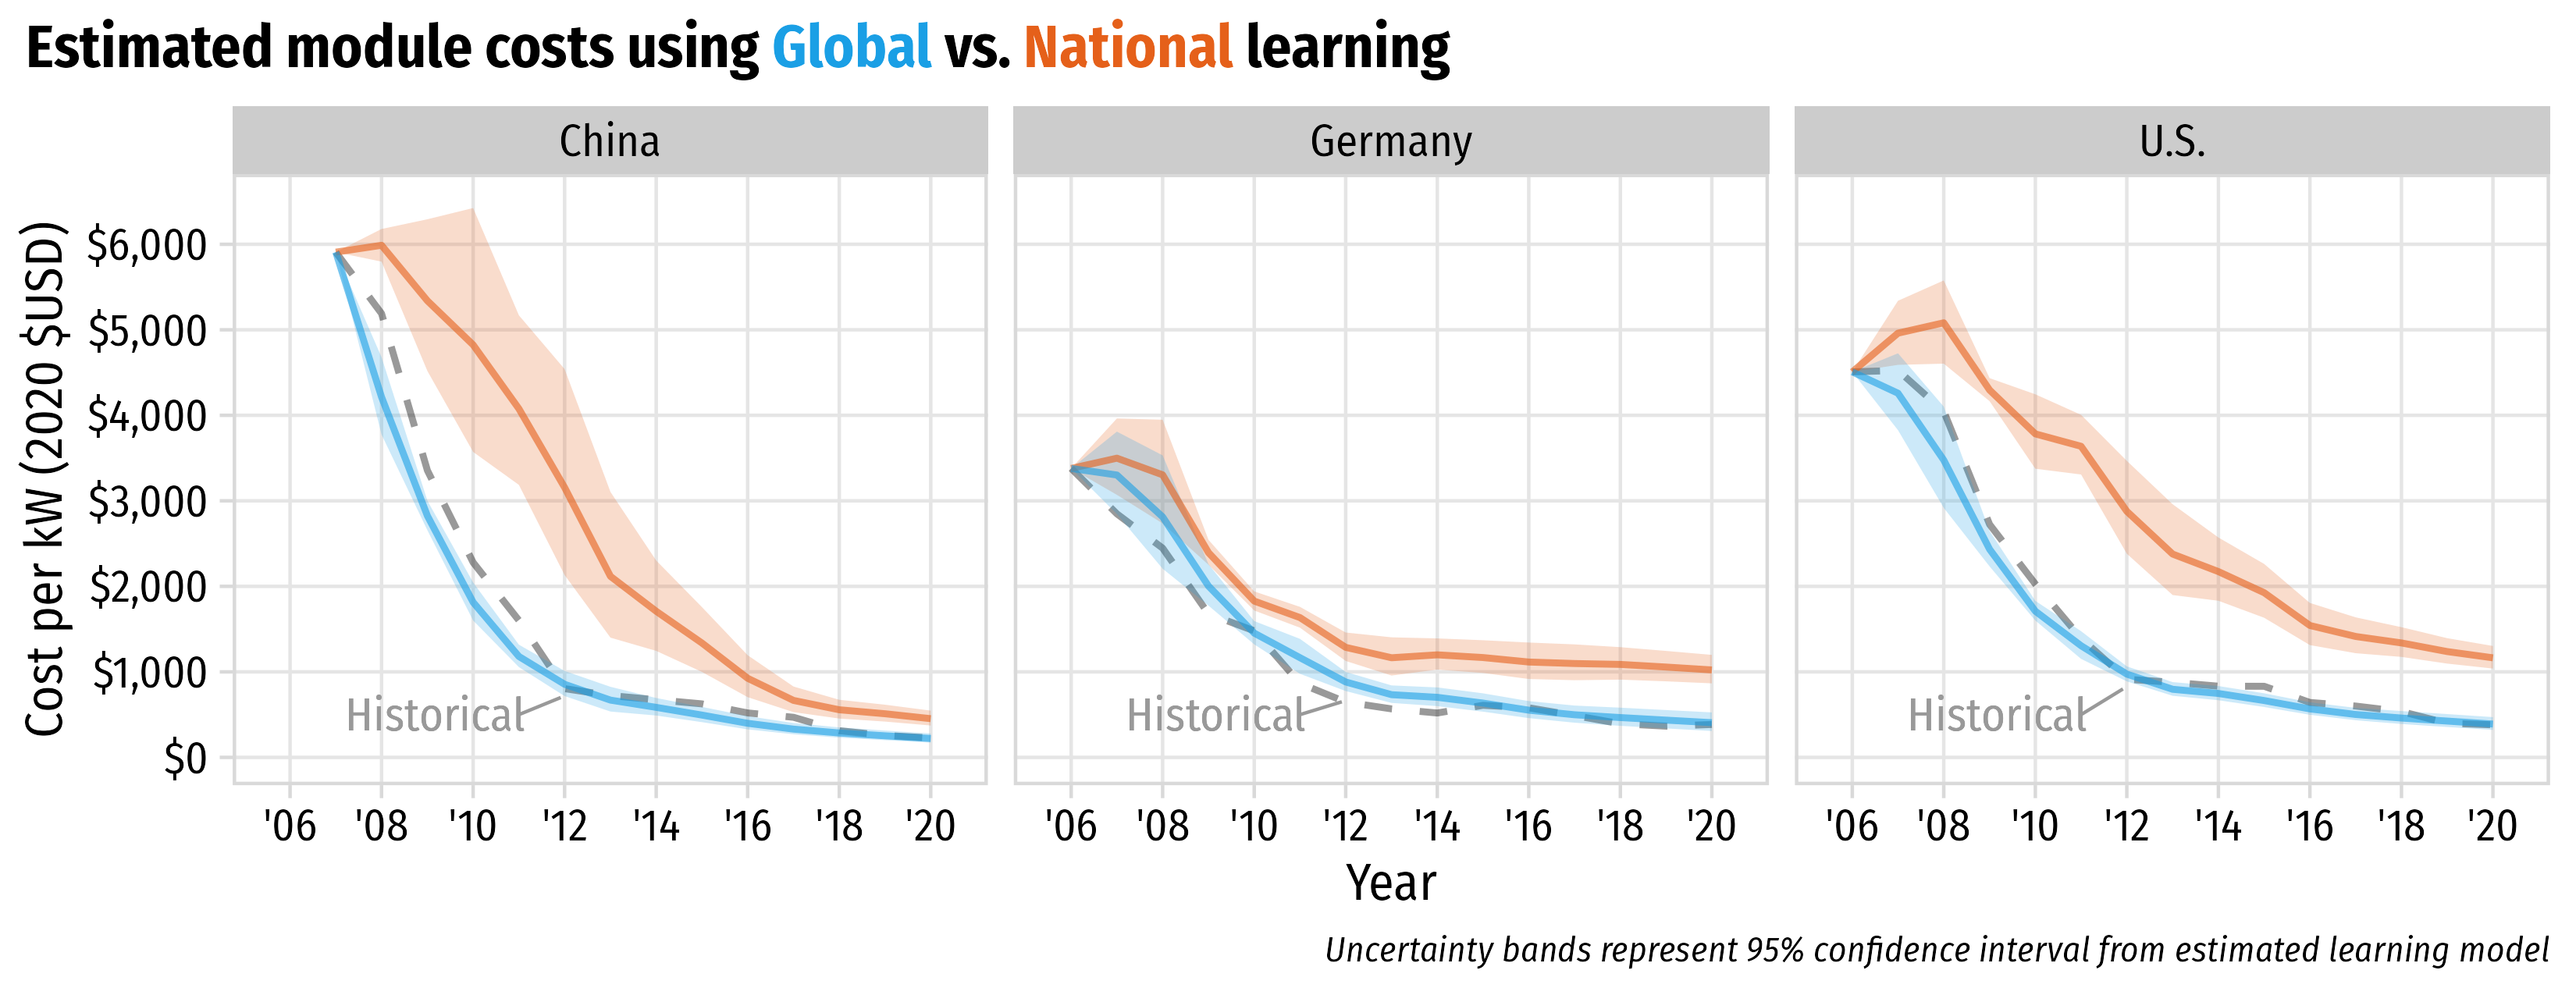 Estimated module costs using Global vs. National learning
China
Germany
U.S.
Cost per kW (2020 $USD)
$6,000
$5,000
$4,000
$3,000
$2,000
$1,000
$0
Historical
Historical
Historical
'06 '08 '10 '12 '14 '16 '18 '20
'06 '08 '10 '12 '14 '16 '18 '20
'06 '08 '10 '12 '14 '16 '18 '20
Year
Uncertainty bands represent 95% confidence interval from estimated learning model